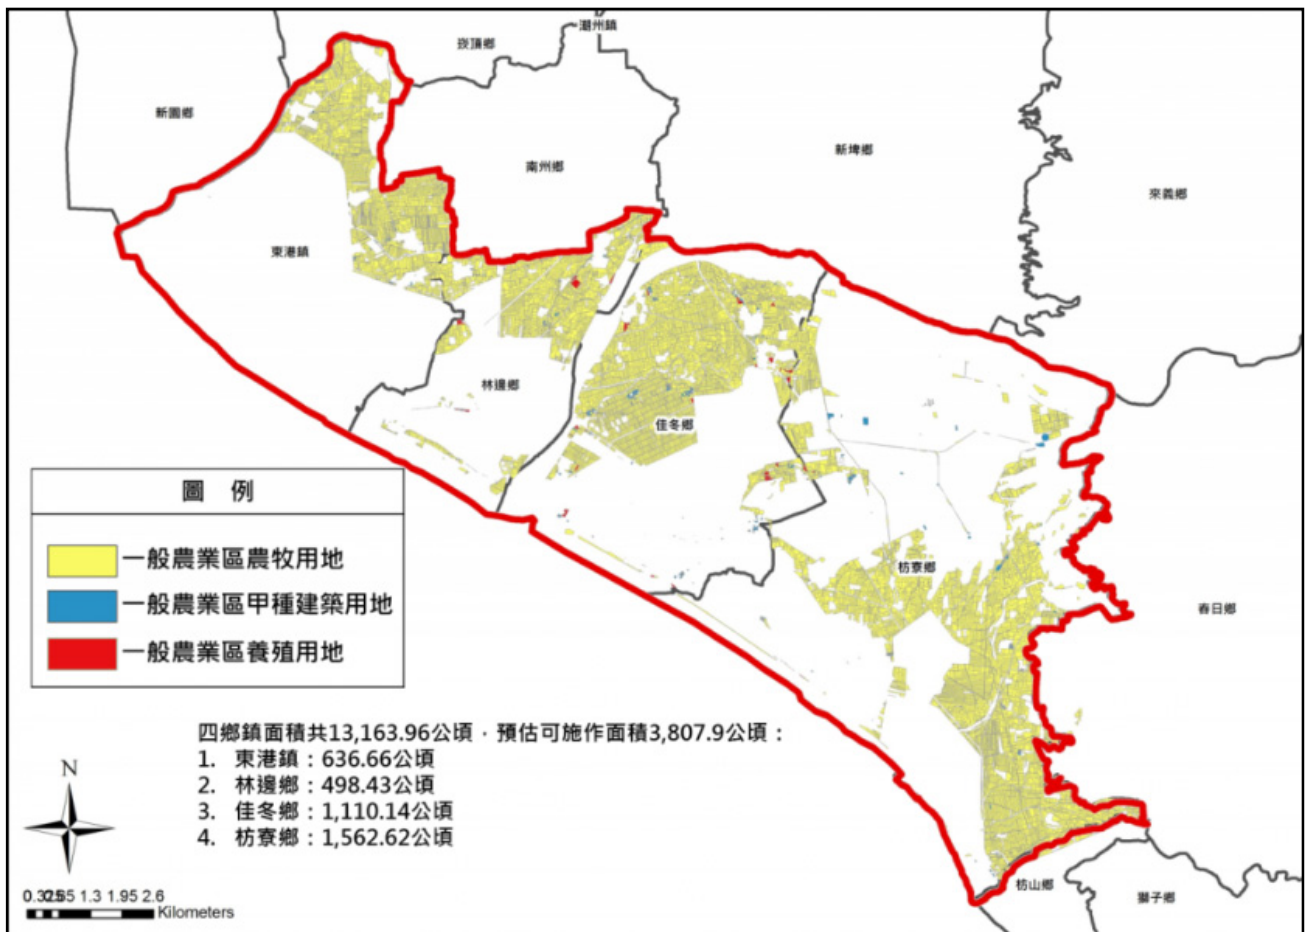 潮州鎮
崁頂鄉
新園鄉
新埤鄉
南州鄉
來義鄉
東港鎮
林邊鄉
佳冬鄉
圖 例
一般農業區農牧用地
一般農業區甲種建築用地
一般農業區養殖用地
枋寮鄉
春日鄉
四鄉鎮面積共13,163.96公頃，預估可施作面積3,807.9公頃：
1. 東港鎮：636.66公頃
2. 林邊鄉：498.43公頃
3. 佳冬鄉：1,110.14公頃
4. 枋寮鄉：1,562.62公頃
N
枋山鄉
獅子鄉
1.3 1.95 2.6
Kilometers